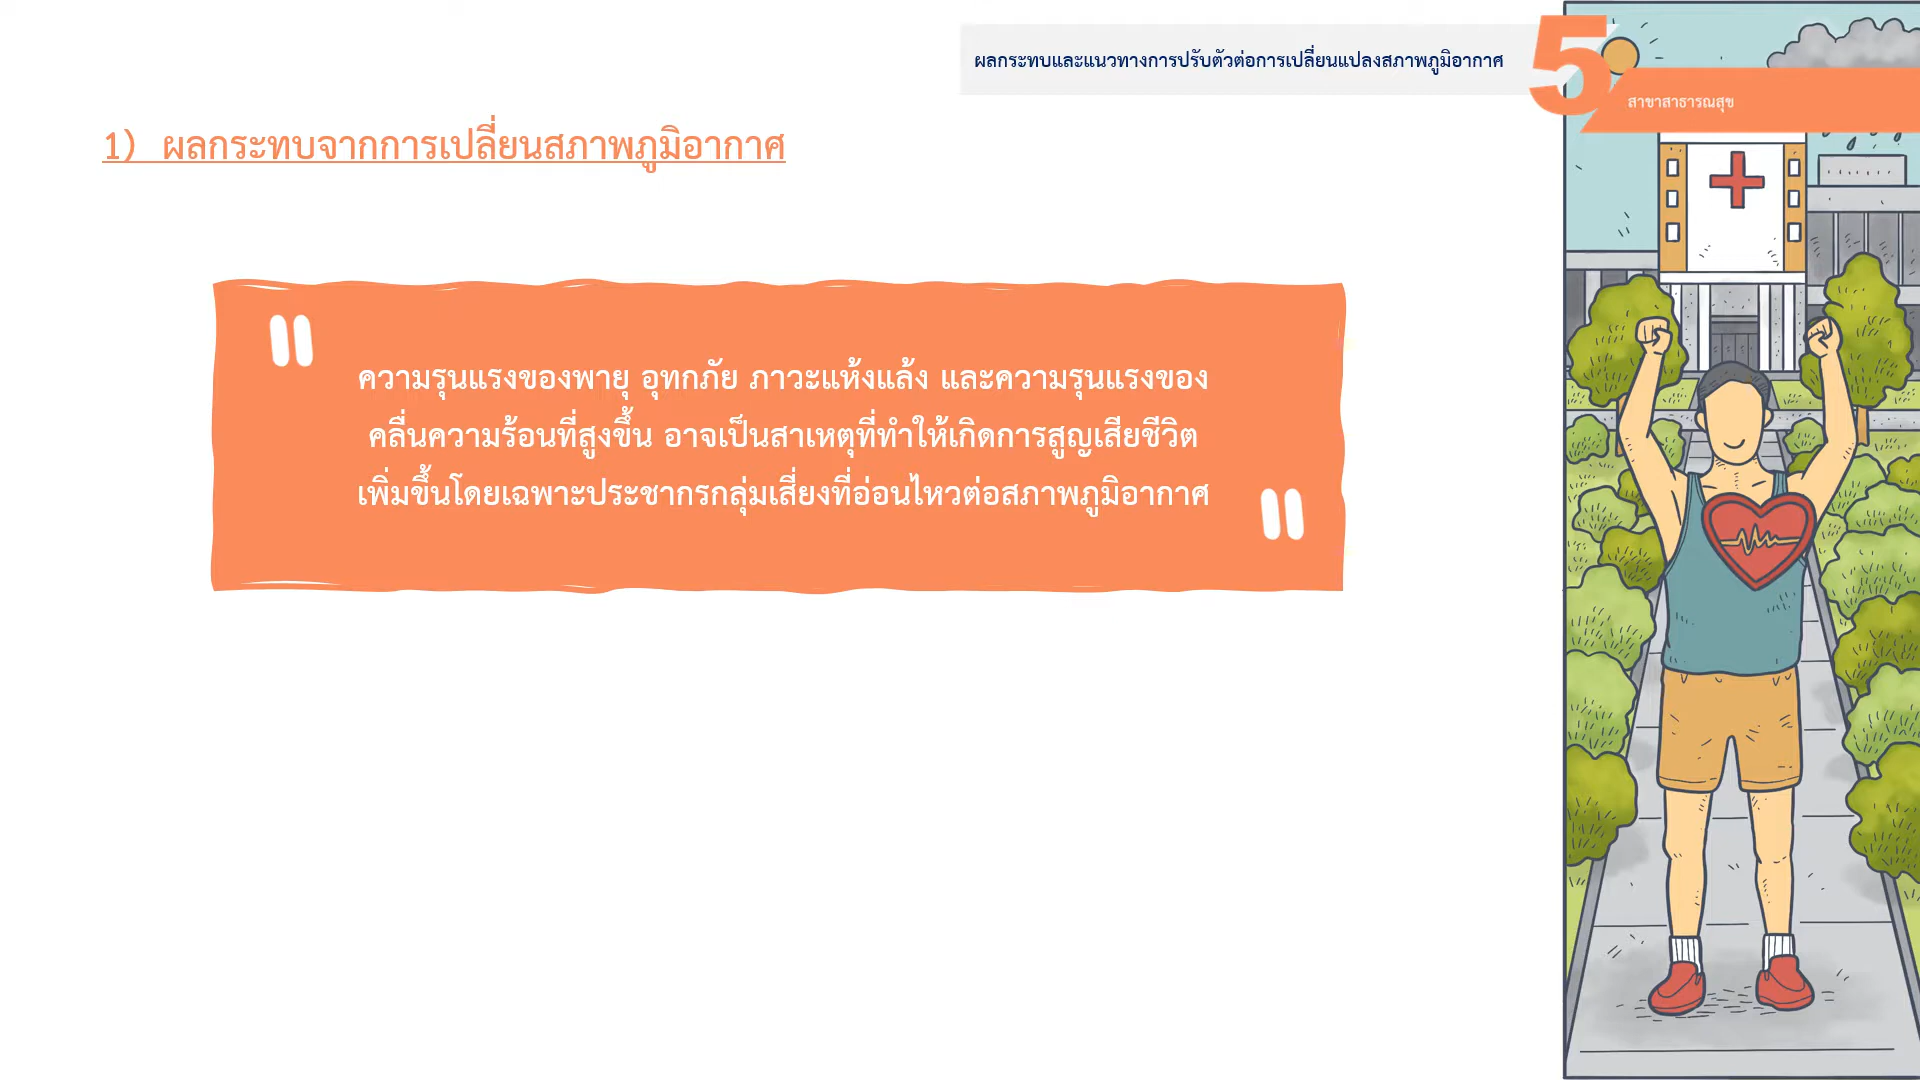 ผลกระทบและแนวทางการปรับตัวต่อการเปลี่ยนแปลงสภาพภูมิอากาศ
5
สาขาสาธารณสุข
1) ผลกระทบจากการเปลี่ยนสภาพภูมิอากาศ
"
ความรุนแรงของพายุ อุทกภัย ภาวะแห้งแล้ง และความรุนแรงของ
คลื่นความร้อนที่สูงขึ้น อาจเป็นสาเหตุที่ทำให้เกิดการสูญเสียชีวิต
เพิ่มขึ้นโดยเฉพาะประชากรกลุ่มเสี่ยงที่อ่อนไหวต่อสภาพภูมิอากาศ
"